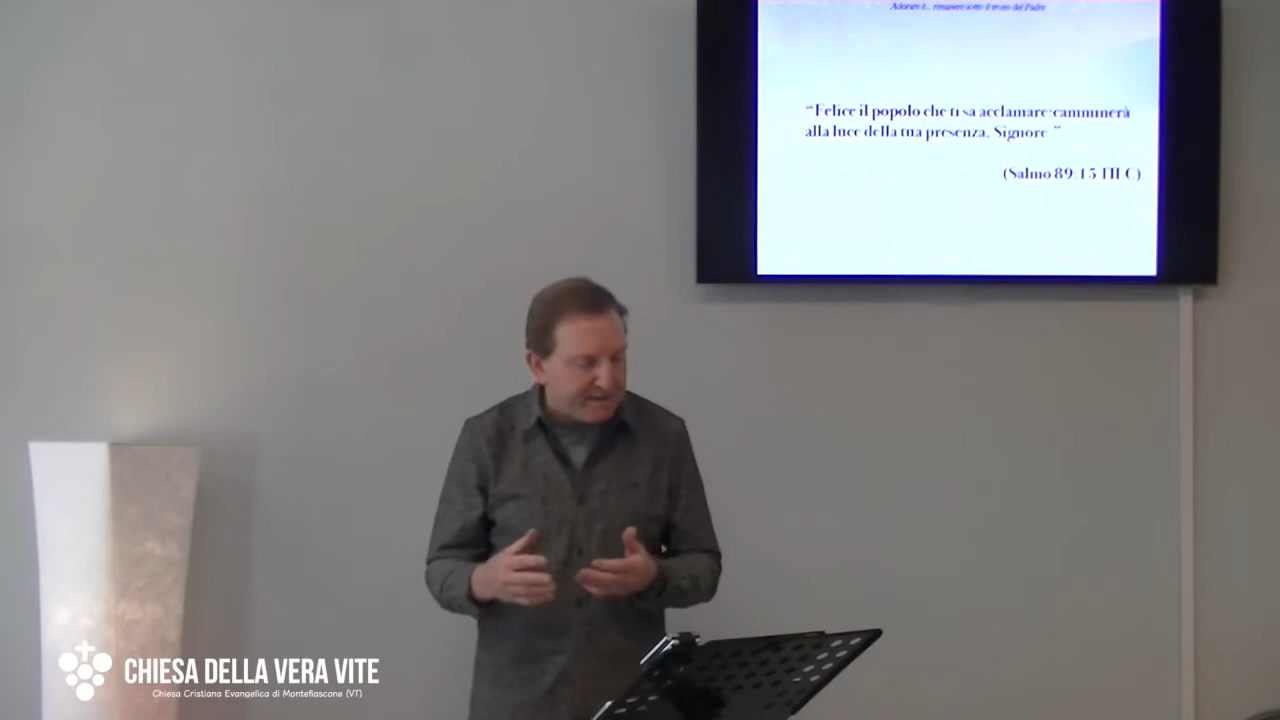 Adorare è... rimanere sotto il trono del Padre
“Felice il popolo che ti sa acclamare: camminerà
alla luce della tua presenza, Signore.”
(Salmo 89:15 TILC)
CHIESA DELLA VERA VITE
Chiesa Cristiana Evangelica di Montefiascone (VT)